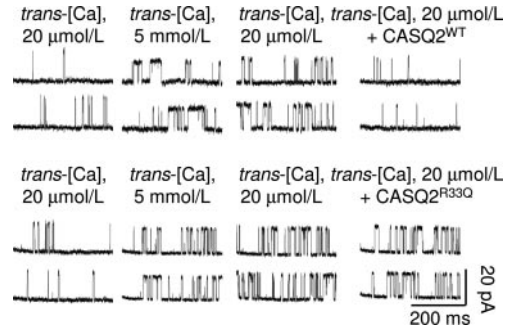 trans-[Ca], trans-[Ca], trans-[Ca], trans-[Ca], 20 μmol/L
20 μmol/L 5 mmol/L 20 μmol/L + CASQ2WT
trans-[Ca], trans-[Ca], trans-[Ca], trans-[Ca], 20 μmol/L
20 μmol/L 5 mmol/L 20 μmol/L + CASQ2R33Q
20 pA
200 ms